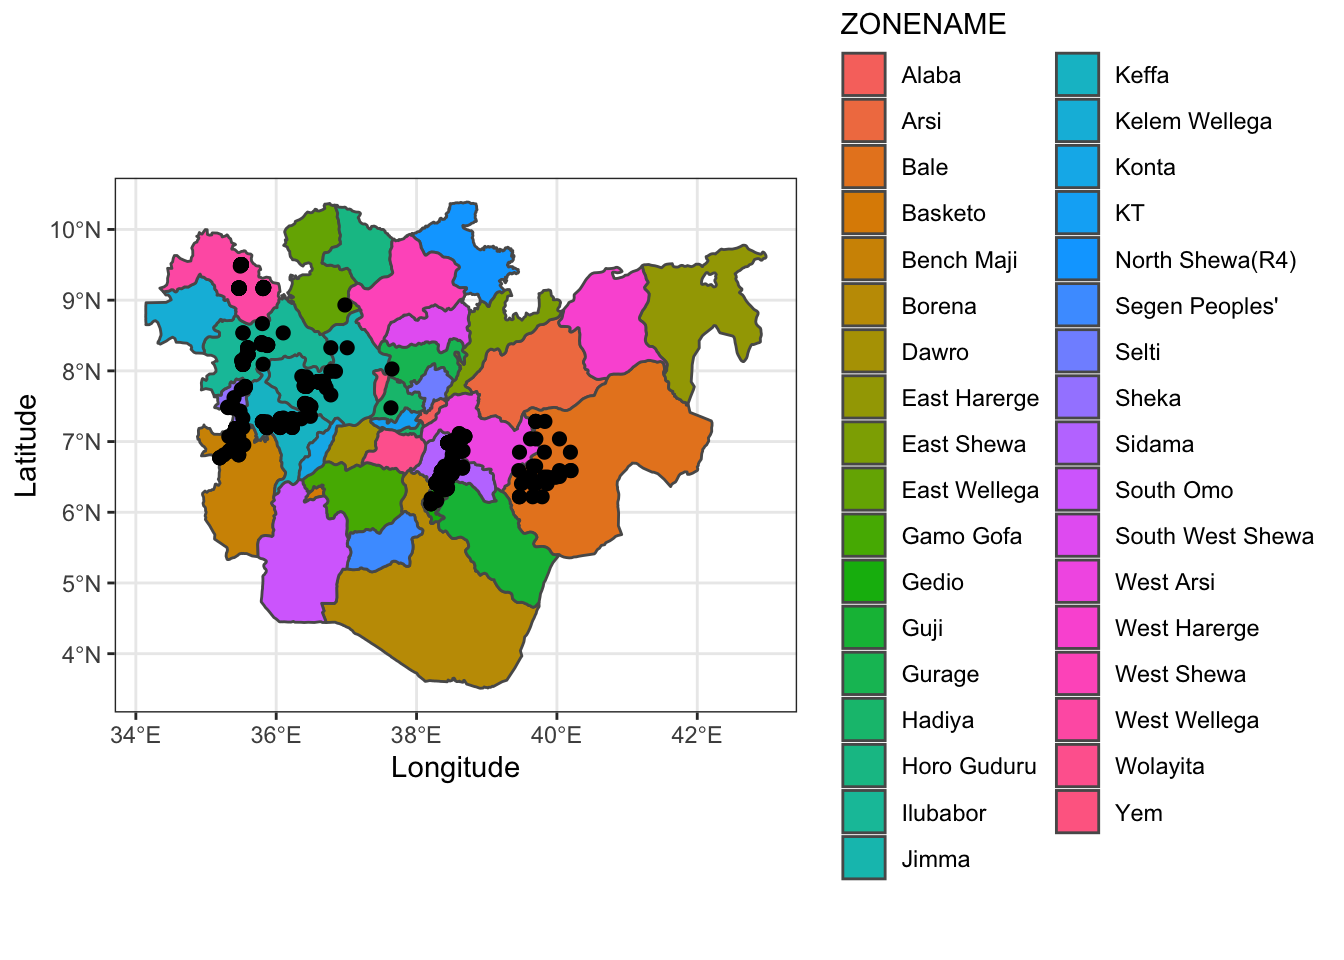 ZONENAME
Alaba
Arsi
Bale
Basketo
Bench Maji
Borena
Dawro
East Harerge
East Shewa
East Wellega
Gamo Gofa
Gedio
Guji
Gurage
Hadiya
Horo Guduru
Ilubabor
Jimma
Keffa
Kelem Wellega
Konta
KT
North Shewa(R4)
Segen Peoples'
Selti
Sheka
Sidama
South Omo
South West Shewa
West Arsi
West Harerge
West Shewa
West Wellega
Wolayita
Yem
Latitude
10°N
9°N
8°N
7°N
6°N
5°N
4°N
34°E 36°E 38°E 40°E 42°E
Longitude